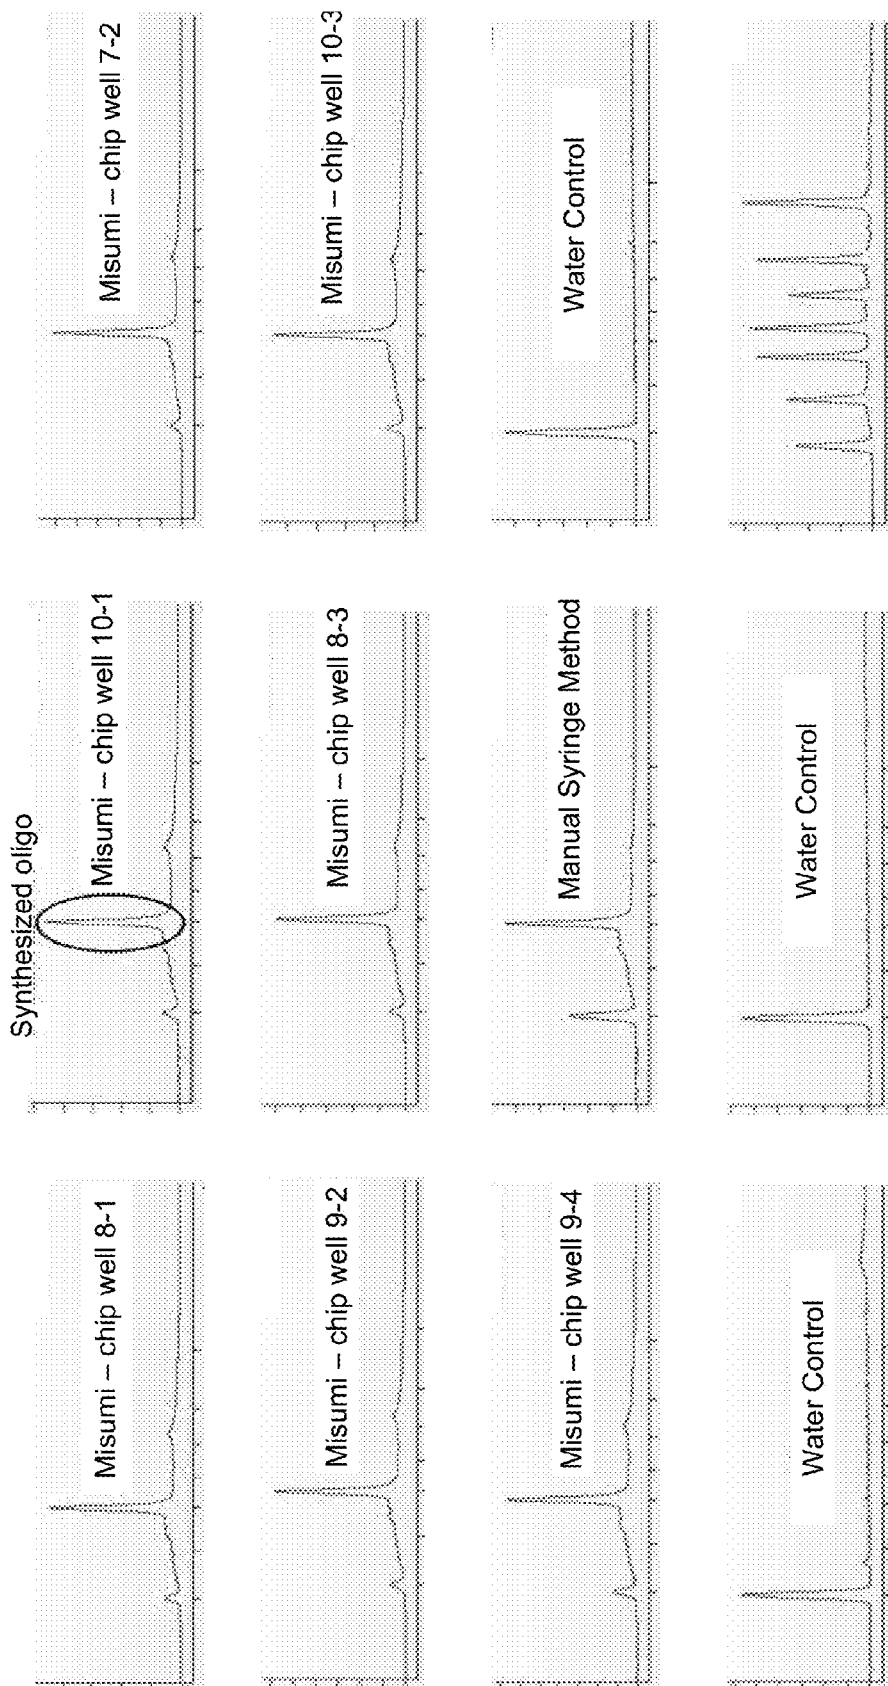 Synthesized oligo
Misumi – chip well 8-1
Misumi – chip well 10-1
Misumi – chip well 7-2
Misumi – chip well 9-2
Misumi – chip well 8-3
Misumi – chip well 10-3
Misumi – chip well 9-4
Manual Syringe Method
Water Control
Water Control
Water Control